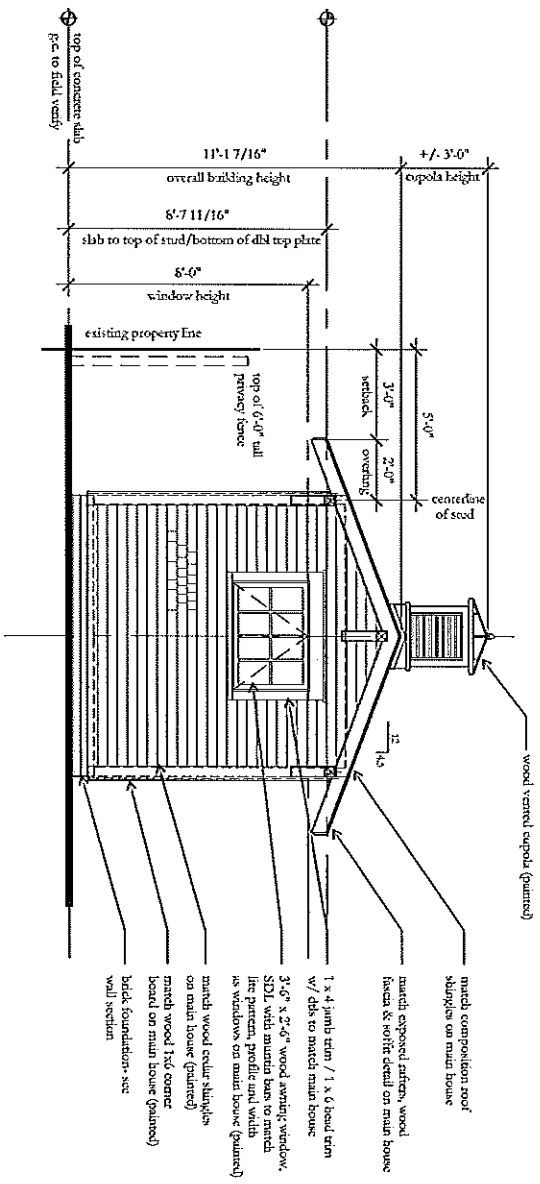 wood vented cupola (painted)
match composition roof
shingles on main house
match exposed rafters, wood
fascia & soffit detail on main house
1 x 4 jamb trim / 1 x 6 head trim
w/ dtls to match main house
3'-6" x 2'-6" wood awning window,
SDL with muntin bars to match
lite pattern, profile and width
as windows on main house (painted)
match wood cedar shingles
on main house (painted)
match wood 1x6 corner
board on main house (painted)
brick foundation- see
wall section
12
4.5
+/- 3'-0"
cupola height
11'-1 7/16"
overall building height
8'-7 11/16"
slab to top of stud/bottom of dbl top plate
8'-0"
window height
5'-0"
3'-0"
setback
2'-0"
overhng
centerline
of stud
existing property line
top of 6'-0" tall
privacy fence
top of concrete slab
g.c. to field verify